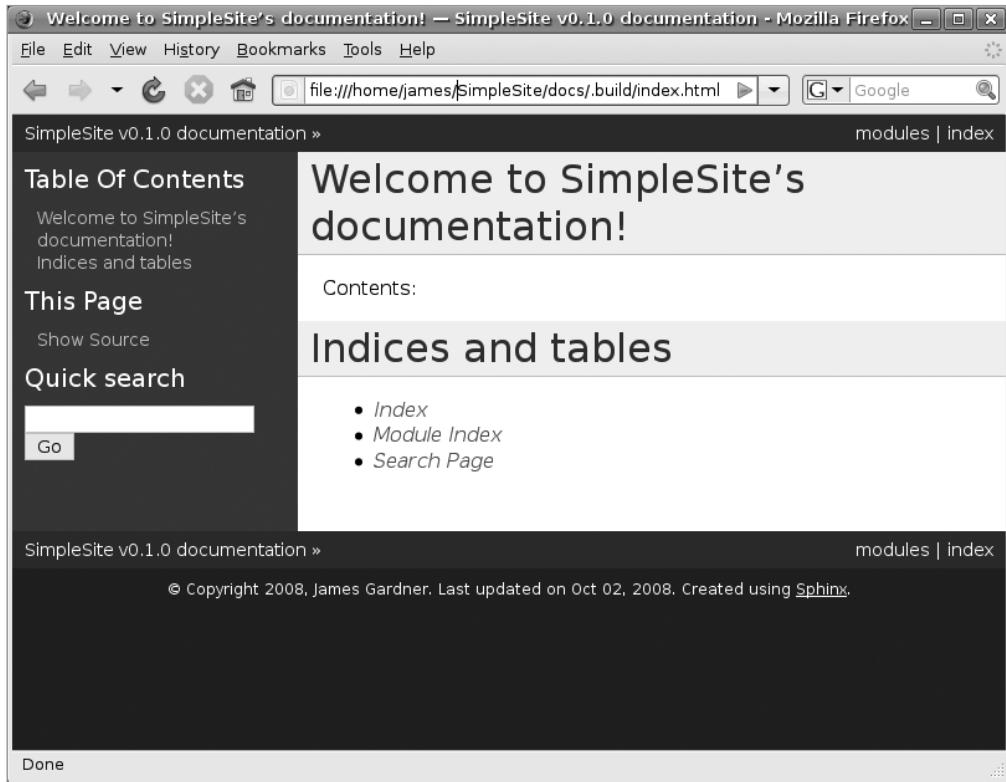 Welcome to SimpleSite’s documentation! — SimpleSite v0.1.0 documentation - Mozilla Firefox
File Edit View History Bookmarks Tools Help
file:///home/james/SimpleSite/docs/.build/index.html
G Google
SimpleSite v0.1.0 documentation »
modules | index
Table Of Contents
Welcome to SimpleSite’s
documentation!
Indices and tables
This Page
Show Source
Quick search
Go
Welcome to SimpleSite’s
documentation!
Contents:
Indices and tables
• Index
• Module Index
• Search Page
SimpleSite v0.1.0 documentation »
modules | index
© Copyright 2008, James Gardner. Last updated on Oct 02, 2008. Created using Sphinx.
Done